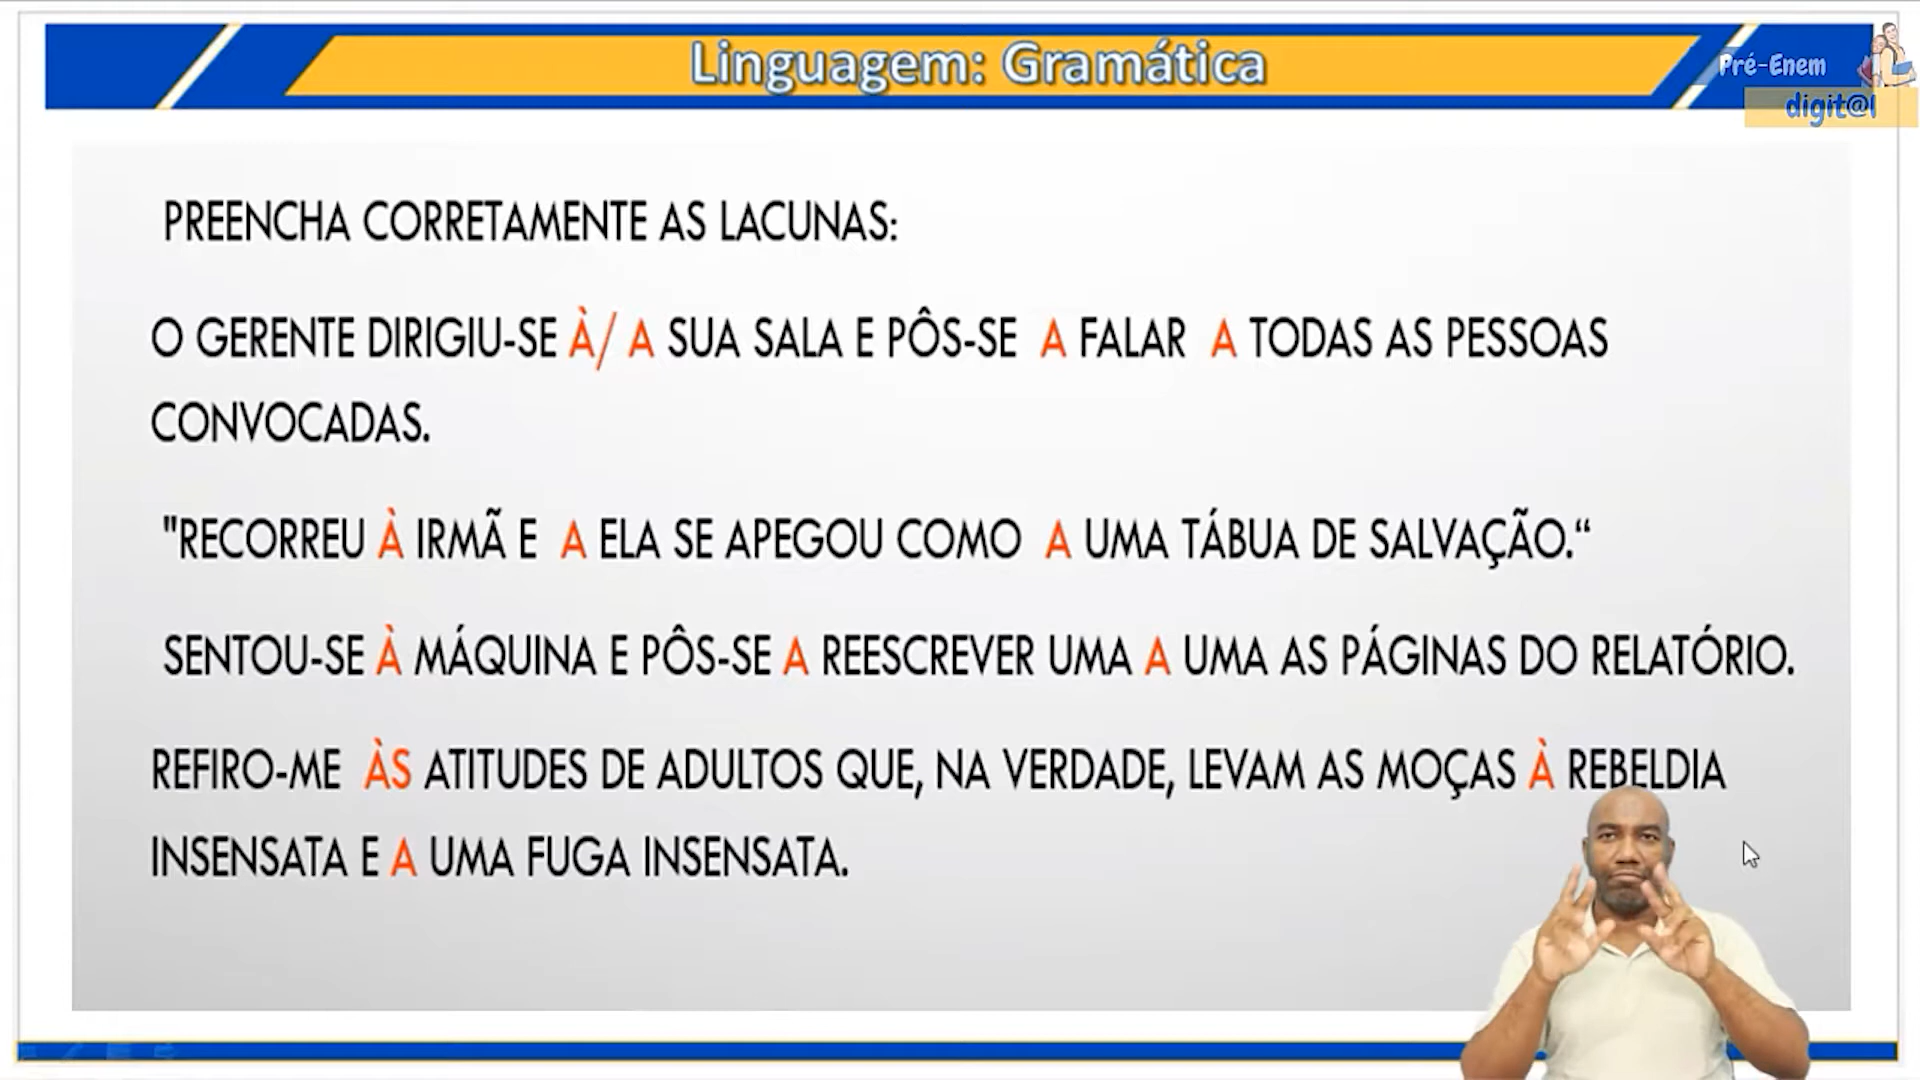 Linguagem: Gramática
Pré-Enem
digit@l
PREENCHA CORRETAMENTE AS LACUNAS:
O GERENTE DIRIGIU-SE À/ A SUA SALA E PÔS-SE A FALAR A TODAS AS PESSOAS
CONVOCADAS.
"RECORREU À IRMÃ E A ELA SE APEGOU COMO A UMA TÁBUA DE SALVAÇÃO.“
SENTOU-SE À MÁQUINA E PÔS-SE A REESCREVER UMA A UMA AS PÁGINAS DO RELATÓRIO.
REFIRO-ME ÀS ATITUDES DE ADULTOS QUE, NA VERDADE, LEVAM AS MOÇAS À REBELDIA
INSENSATA E A UMA FUGA INSENSATA.